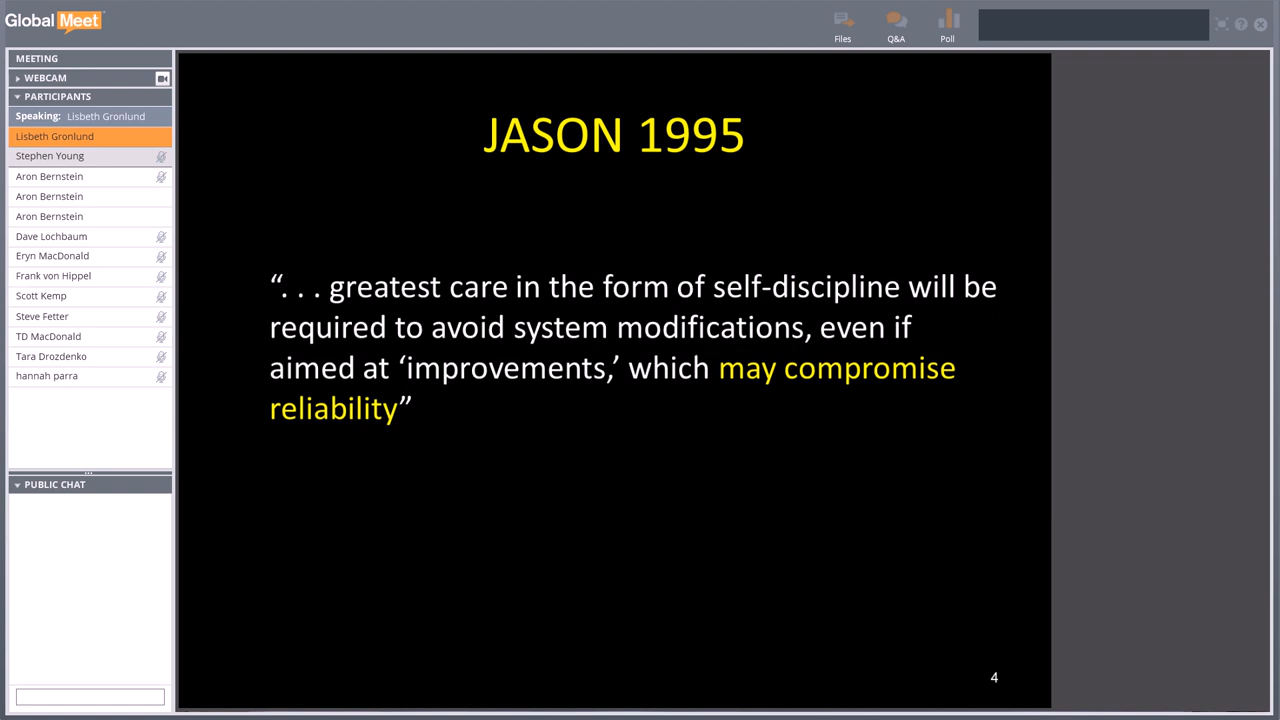 Global Meet
Files
Q&A
Poll
MEETING
WEBCAM
PARTICIPANTS
Speaking: Lisbeth Gronlund
Lisbeth Gronlund
Stephen Young
Aron Bernstein
Aron Bernstein
Aron Bernstein
Dave Lochbaum
Eryn MacDonald
Frank von Hippel
Scott Kemp
Steve Fetter
TD MacDonald
Tara Drozdenko
hannah parra
PUBLIC CHAT
JASON 1995
“. . . greatest care in the form of self-discipline will be
required to avoid system modifications, even if
aimed at ‘improvements,’ which may compromise
reliability”
4